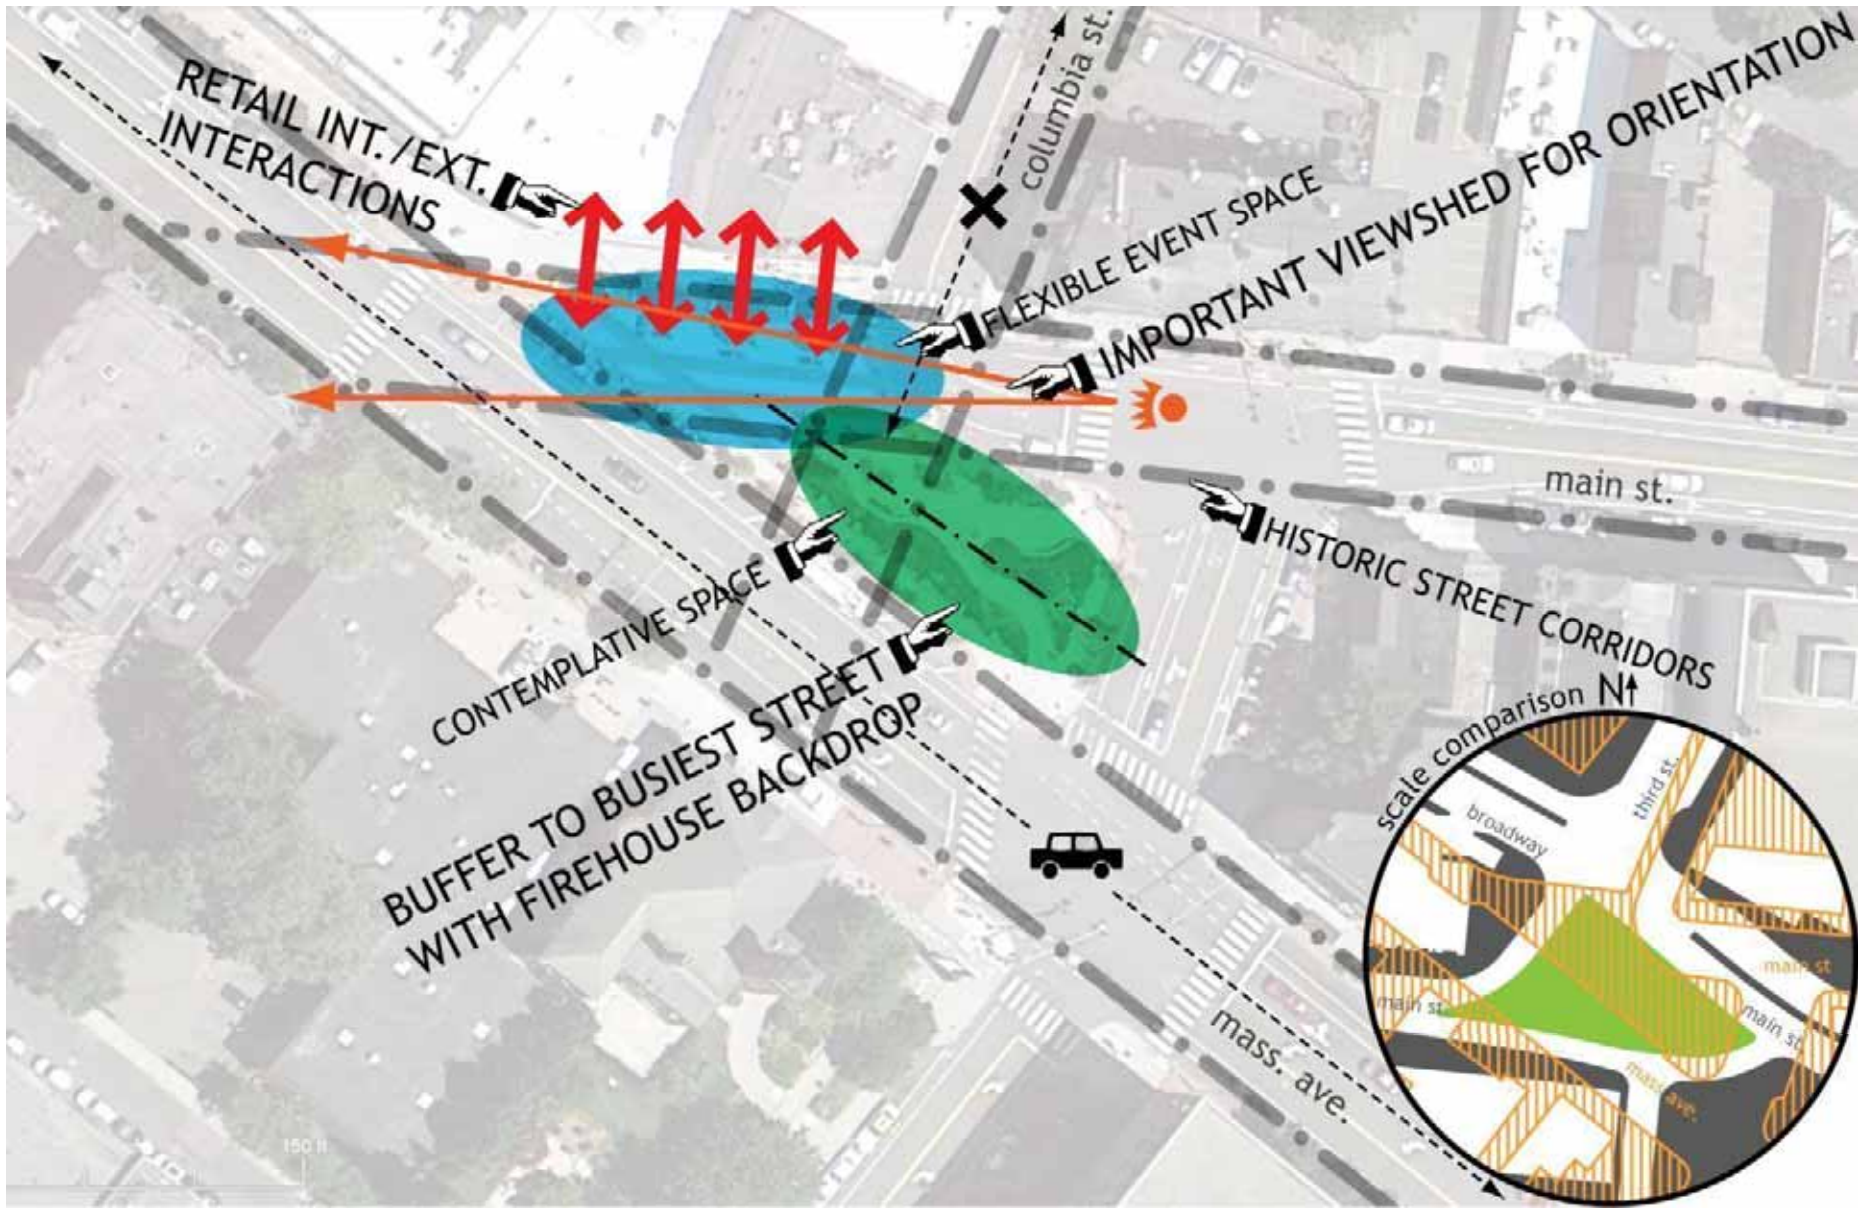 RETAIL INT./EXT.
INTERACTIONS
columbia st.
FLEXIBLE EVENT SPACE
IMPORTANT VIEWSHED FOR ORIENTATION
main st.
HISTORIC STREET CORRIDORS
CONTEMPLATIVE SPACE
BUFFER TO BUSIEST STREET
WITH FIREHOUSE BACKDROP
mass. ave.
150 ft
scale comparison N
third st.
broadway
main st
main st.
main st.
mass ave.